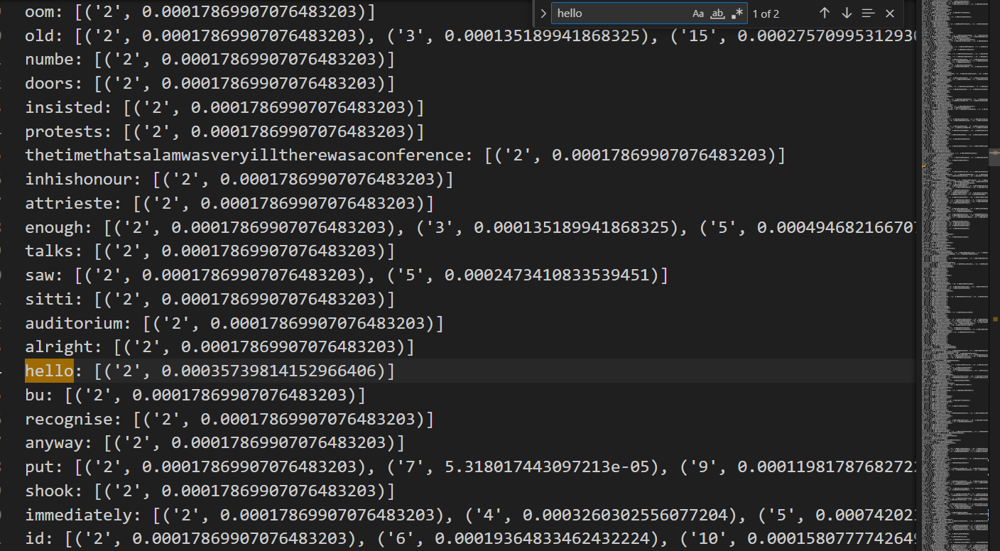 hello
Aa ab .* 1 of 2
oom: [('2', 0.00017869907076483203)]
old: [('2', 0.00017869907076483203), ('3', 0.000135189941868325), ('15', 0.0002757099531293
numbe: [('2', 0.00017869907076483203)]
doors: [('2', 0.00017869907076483203)]
insisted: [('2', 0.00017869907076483203)]
protests: [('2', 0.00017869907076483203)]
thetimethatsalamwasveryilltherewasaconference: [('2', 0.00017869907076483203)]
inhishonour: [('2', 0.00017869907076483203)]
attrieste: [('2', 0.00017869907076483203)]
enough: [('2', 0.00017869907076483203), ('3', 0.000135189941868325), ('5', 0.00049468216670
talks: [('2', 0.00017869907076483203)]
saw: [('2', 0.00017869907076483203), ('5', 0.0002473410833539451)]
sitti: [('2', 0.00017869907076483203)]
auditorium: [('2', 0.00017869907076483203)]
alright: [('2', 0.00017869907076483203)]
hello: [('2', 0.00035739814152966406)]
bu: [('2', 0.00017869907076483203)]
recognise: [('2', 0.00017869907076483203)]
anyway: [('2', 0.00017869907076483203)]
put: [('2', 0.00017869907076483203), ('7', 5.318017443097213e-05), ('9', 0.0001198178768272
shook: [('2', 0.00017869907076483203)]
immediately: [('2', 0.00017869907076483203), ('4', 0.0003260302556077204), ('5', 0.00074202
id: [('2', 0.00017869907076483203), ('6', 0.00019364833462432224), ('10', 0.000158077774264